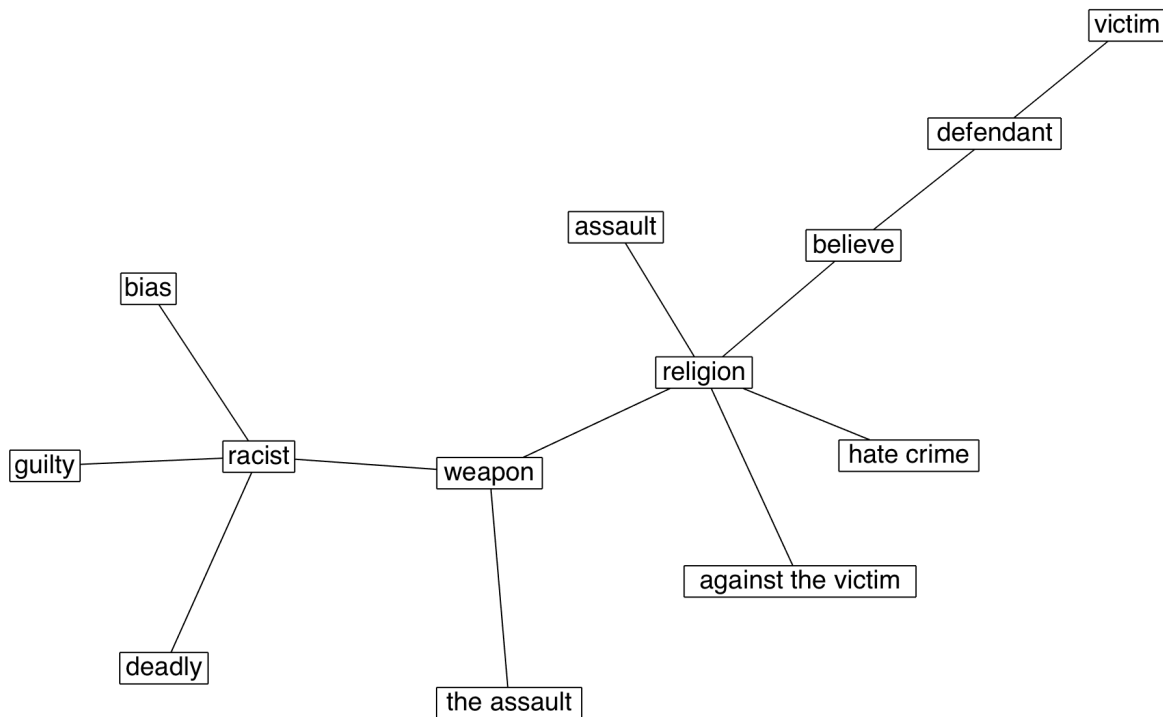 victim
defendant
assault
believe
bias
religion
racist
hate crime
guilty
weapon
against the victim
deadly
the assault